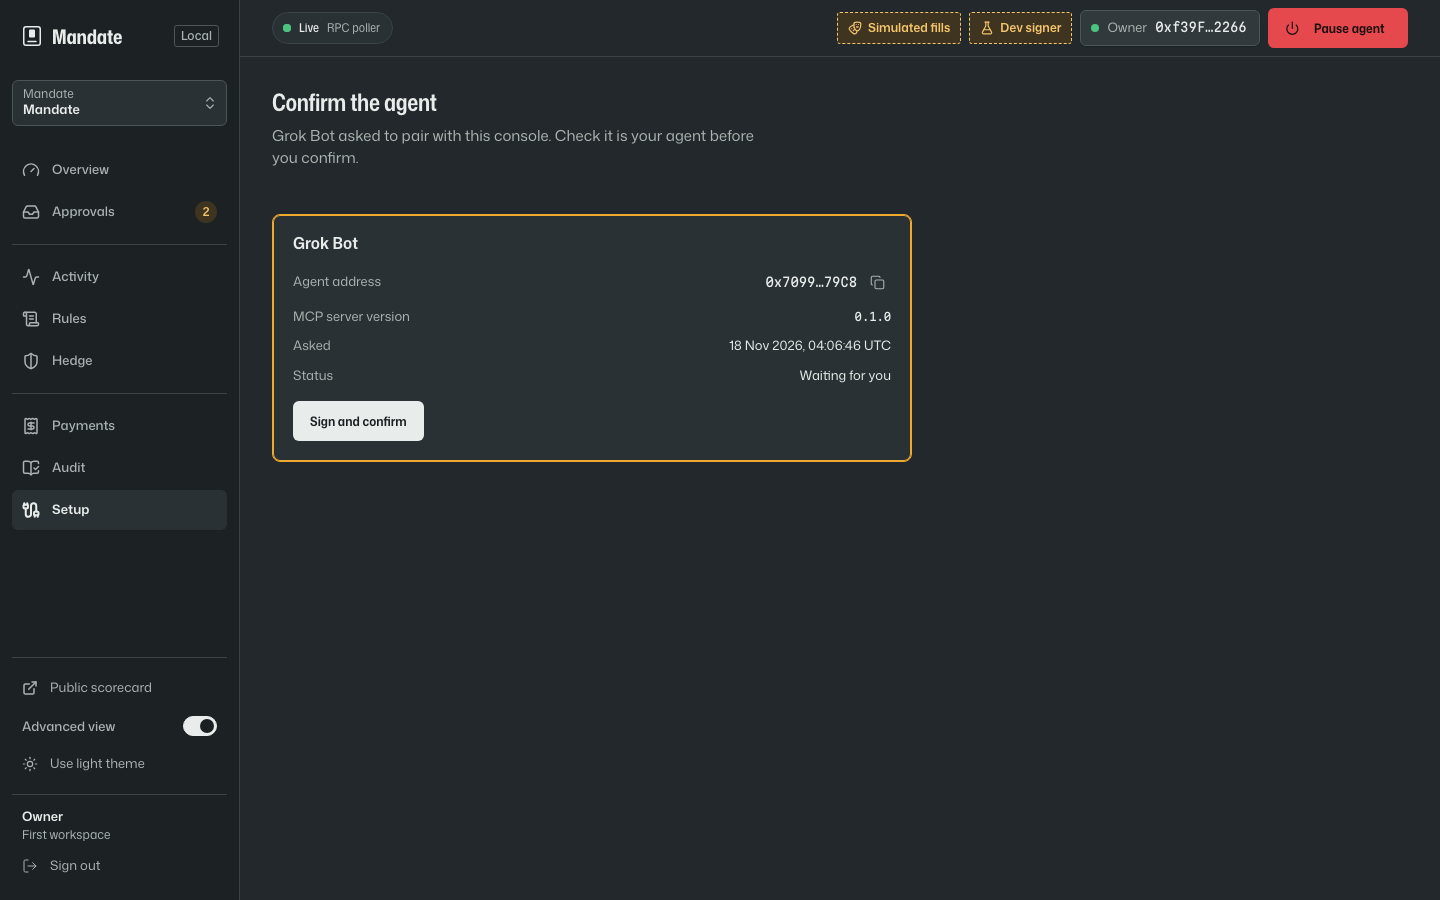 Mandate
Local
Mandate
Mandate
Overview
Approvals
2
Activity
Rules
Hedge
Payments
Audit
Setup
Public scorecard
Advanced view
Use light theme
Owner
First workspace
Sign out
Live RPC poller
Simulated fills
Dev signer
Owner 0xf39F…2266
Pause agent
Confirm the agent
Grok Bot asked to pair with this console. Check it is your agent before
you confirm.
Grok Bot
Agent address 0x7099…79C8
MCP server version 0.1.0
Asked 18 Nov 2026, 04:06:46 UTC
Status Waiting for you
Sign and confirm